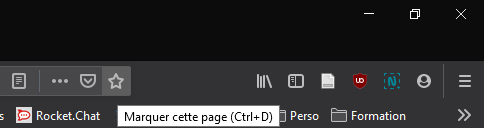 s Rocket.Chat Marquer cette page (Ctrl+D) Perso Formation